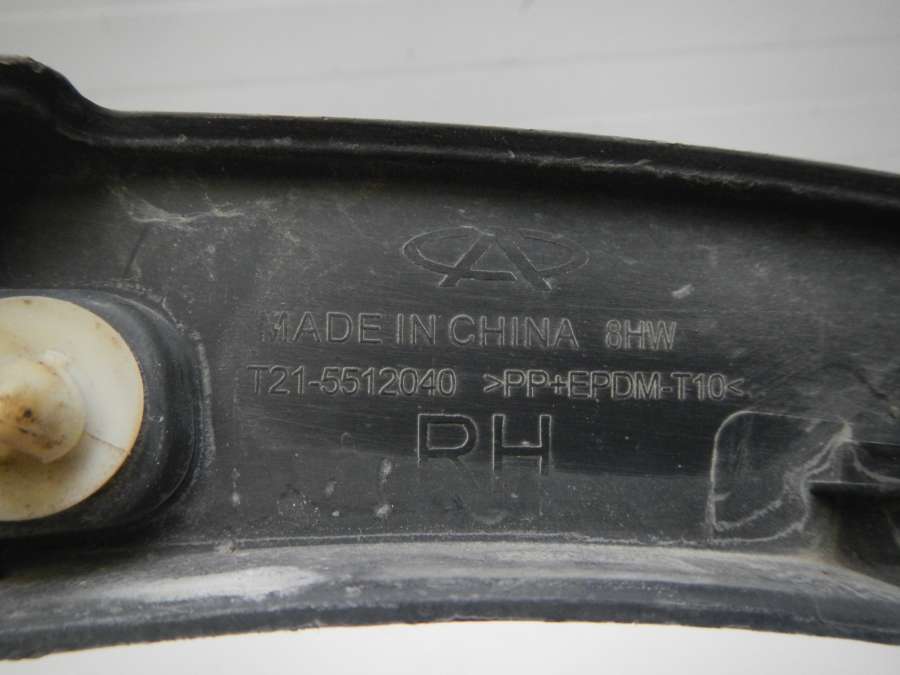 MADE IN CHINA 8HW
T21-5512040 >PP+EPDM-T10<
RH